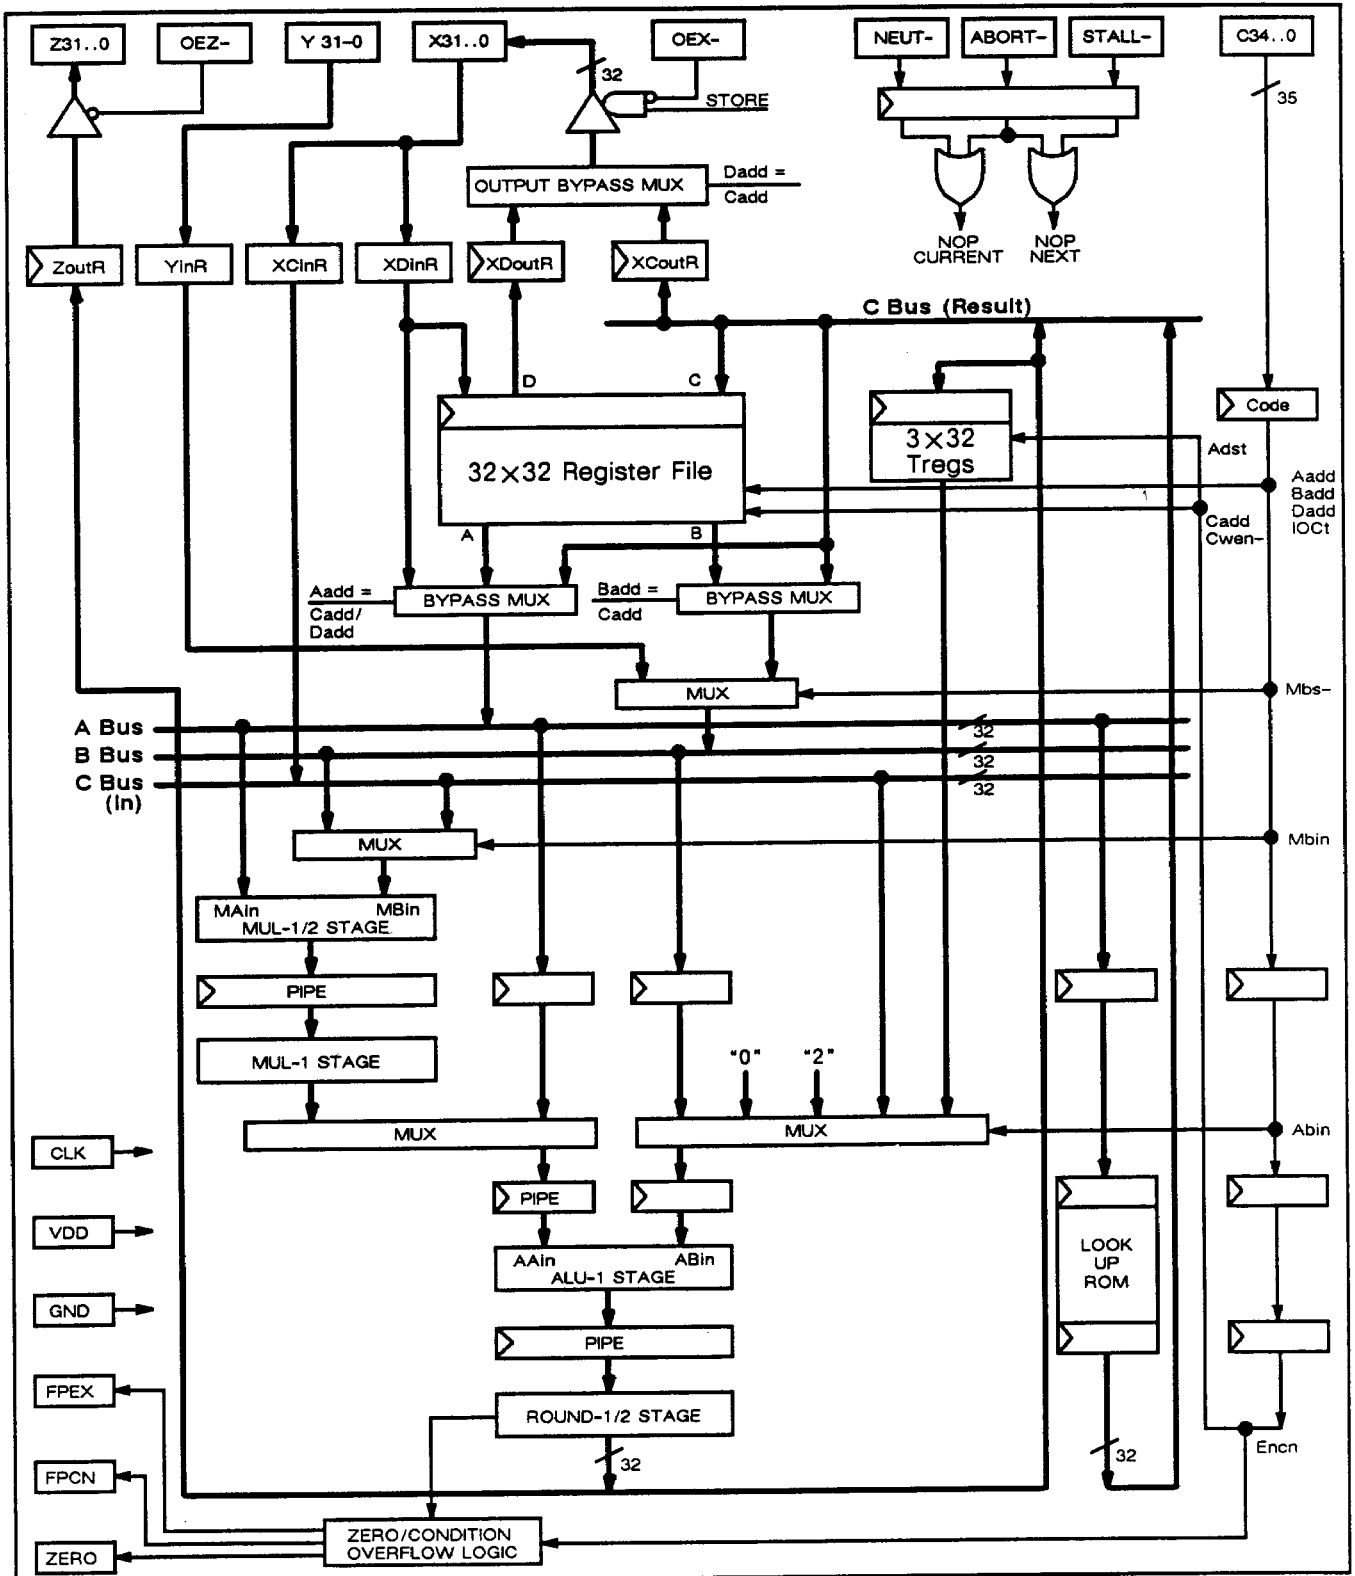 Z31..0
OEZ-
Y 31-0
X31..0
OEX-
NEUT-
ABORT-
STALL-
C34..0
32
STORE
35
OUTPUT BYPASS MUX
Dadd =
Cadd
NOP
CURRENT
NOP
NEXT
ZoutR
YinR
XCinR
XDinR
XDoutR
XCoutR
C Bus (Result)
D
C
Code
32×32 Register File
3×32
Tregs
Adst
Aadd
Badd
Dadd
IOCt
Cadd
Cwen-
A
B
Aadd =
Cadd/
Dadd
BYPASS MUX
Badd =
Cadd
BYPASS MUX
MUX
Mbs-
A Bus
32
B Bus
32
C Bus
(In)
32
MUX
Mbin
MAin
MBin
MUL-1/2 STAGE
PIPE
MUL-1 STAGE
"0"
"2"
MUX
MUX
Abin
CLK
PIPE
VDD
AAin
ABin
ALU-1 STAGE
LOOK
UP
ROM
GND
PIPE
FPEX
ROUND-1/2 STAGE
32
32
Encn
FPCN
ZERO/CONDITION
OVERFLOW LOGIC
ZERO